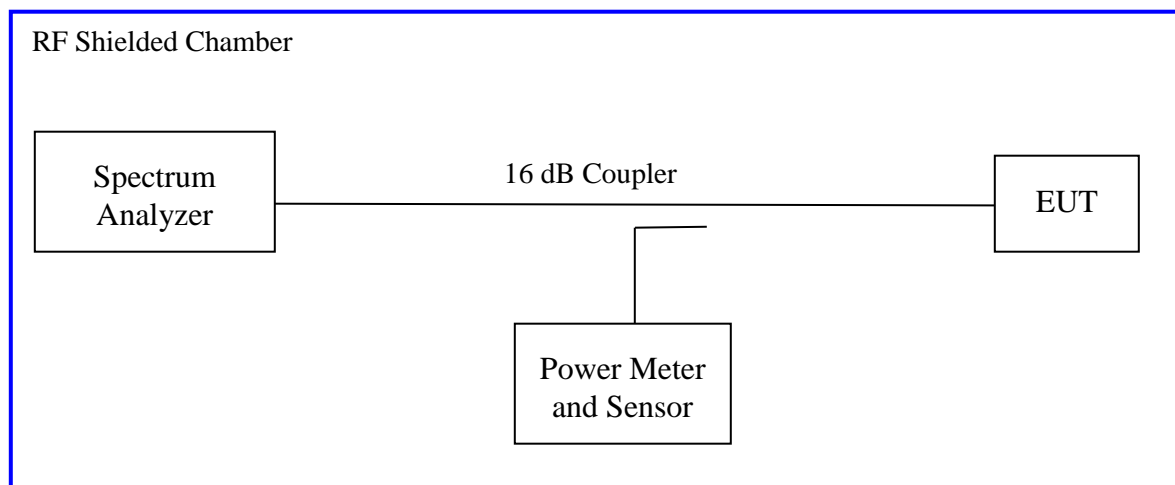 RF Shielded Chamber
Spectrum
Analyzer
16 dB Coupler
EUT
Power Meter
and Sensor